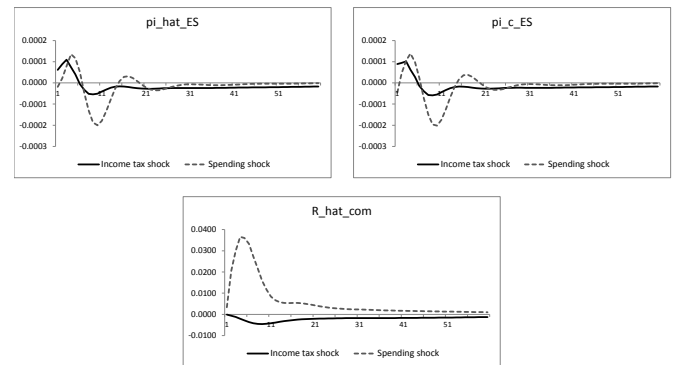 pi_hat_ES
0.0002
0.0001
0.0000
-0.0001
-0.0002
-0.0003
1 11 21 31 41 51
Income tax shock Spending shock
pi_c_ES
0.0002
0.0001
0.0000
-0.0001
-0.0002
-0.0003
1 11 21 31 41 51
Income tax shock Spending shock
R_hat_com
0.0400
0.0300
0.0200
0.0100
0.0000
-0.0100
1 11 21 31 41 51
Income tax shock Spending shock